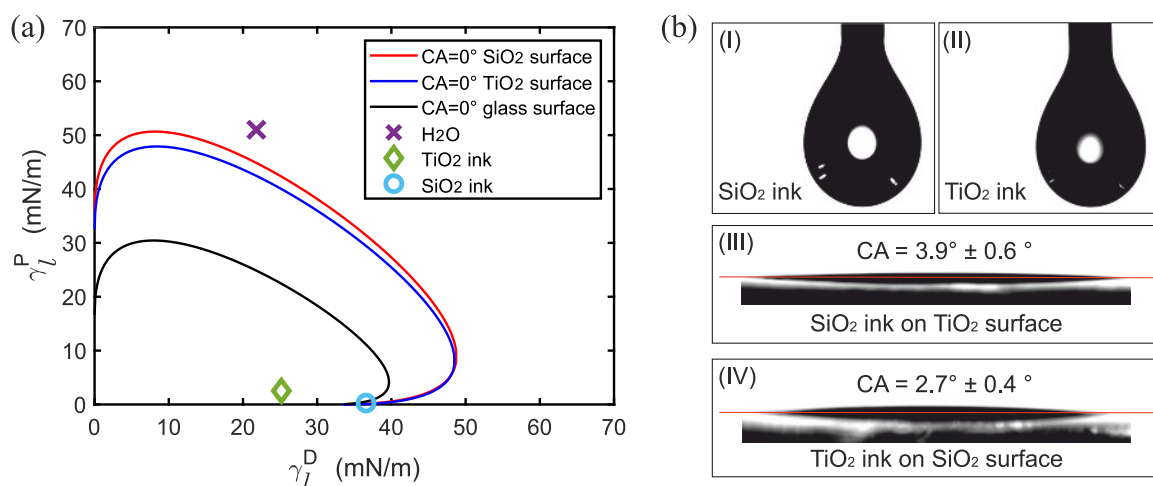 (a)
70
60
50
40
30
20
10
0
γ_l^P (mN/m)
0 10 20 30 40 50 60 70
γ_l^D (mN/m)
CA=0° SiO₂ surface
CA=0° TiO₂ surface
CA=0° glass surface
H2O
TiO₂ ink
SiO₂ ink
(b)
(I)
SiO₂ ink
(II)
TiO₂ ink
(III)
CA = 3.9° ± 0.6 °
SiO₂ ink on TiO₂ surface
(IV)
CA = 2.7° ± 0.4 °
TiO₂ ink on SiO₂ surface